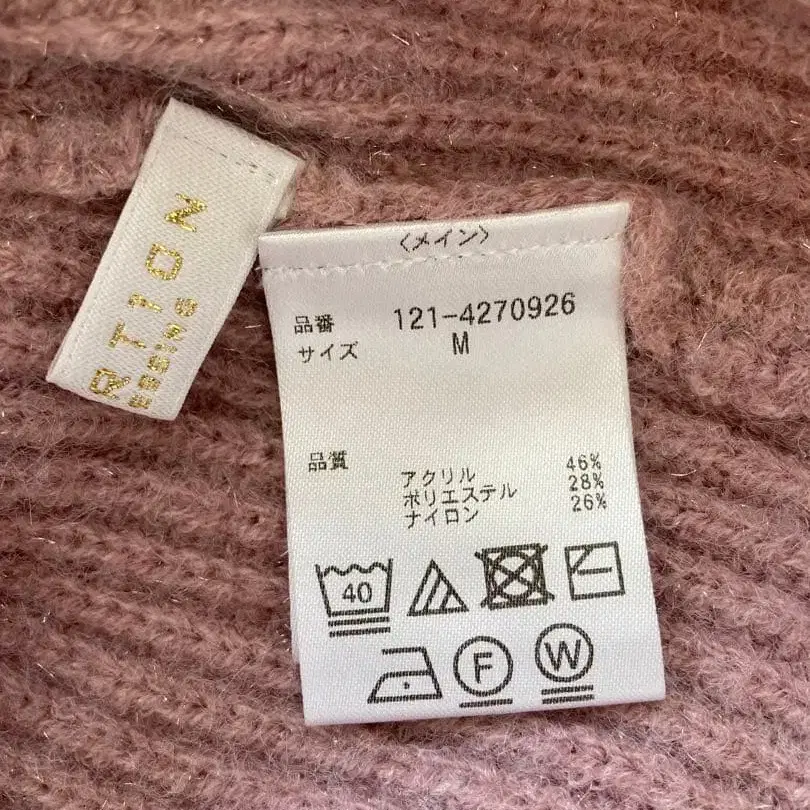 RTION
ESSING
〈メイン〉
品番 121-4270926
サイズ M
品質 アクリル 46%
ポリエステル 28%
ナイロン 26%
40
F
W